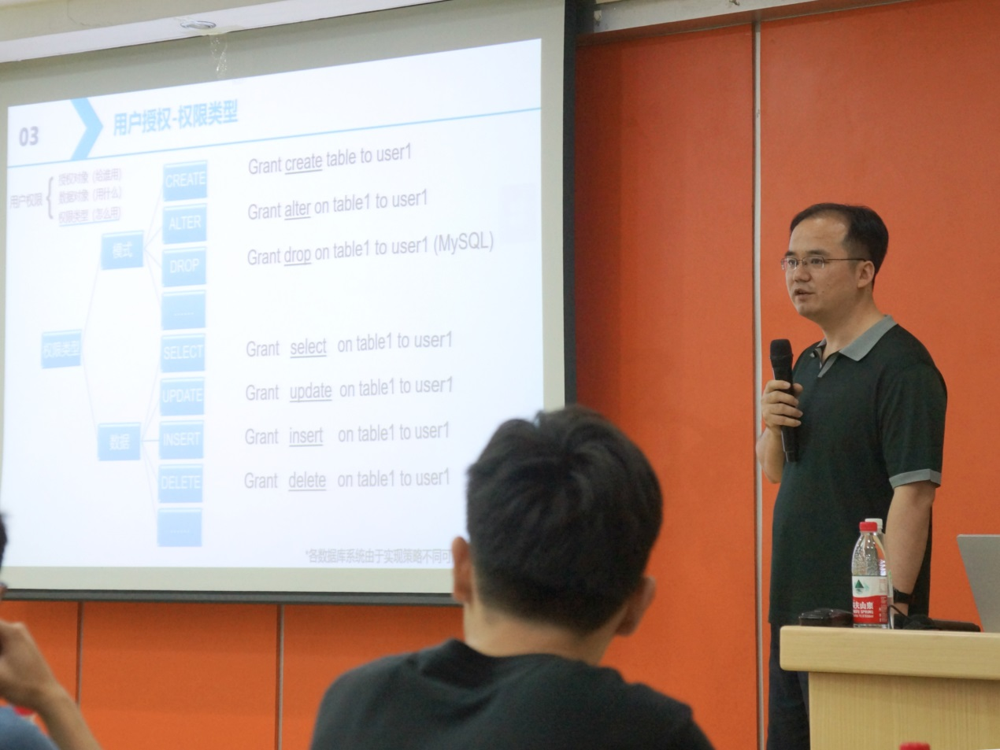 03
用户授权-权限类型
用户权限
授权对象（给谁用）
数据对象（用什么）
权限类型（怎么用）
CREATE
Grant create table to user1
ALTER
Grant alter on table1 to user1
模式
DROP
Grant drop on table1 to user1 (MySQL)
......
权限类型
SELECT
Grant select on table1 to user1
UPDATE
Grant update on table1 to user1
数据
INSERT
Grant insert on table1 to user1
DELETE
Grant delete on table1 to user1
......
*各数据库系统由于实现策略不同可
夫山泉